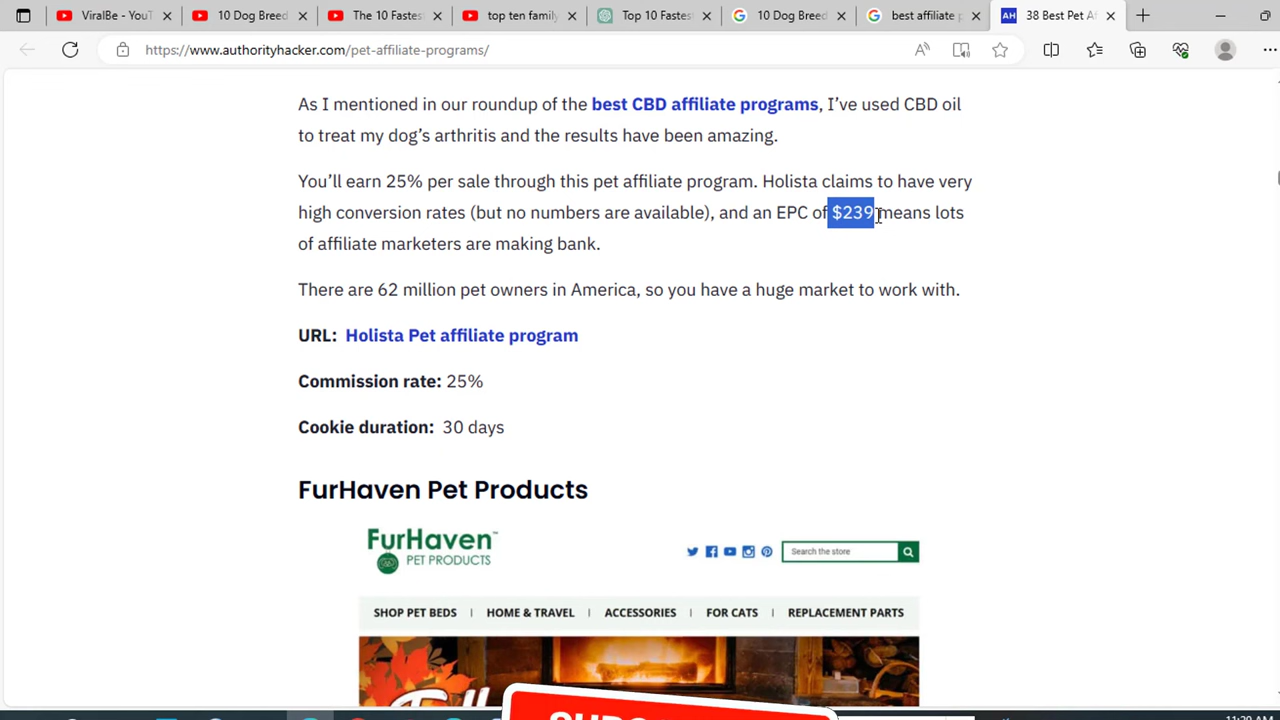 ViralBe - YouT
10 Dog Breed
The 10 Fastes
top ten family
Top 10 Fastes
10 Dog Breed
best affiliate p
AH
38 Best Pet Af
https://www.authorityhacker.com/pet-affiliate-programs/
As I mentioned in our roundup of the best CBD affiliate programs, I’ve used CBD oil
to treat my dog’s arthritis and the results have been amazing.
You’ll earn 25% per sale through this pet affiliate program. Holista claims to have very
high conversion rates (but no numbers are available), and an EPC of $239 means lots
of affiliate marketers are making bank.
There are 62 million pet owners in America, so you have a huge market to work with.
URL: Holista Pet affiliate program
Commission rate: 25%
Cookie duration: 30 days
FurHaven Pet Products
FurHaven™
PET PRODUCTS
Search the store
SHOP PET BEDS | HOME & TRAVEL | ACCESSORIES | FOR CATS | REPLACEMENT PARTS